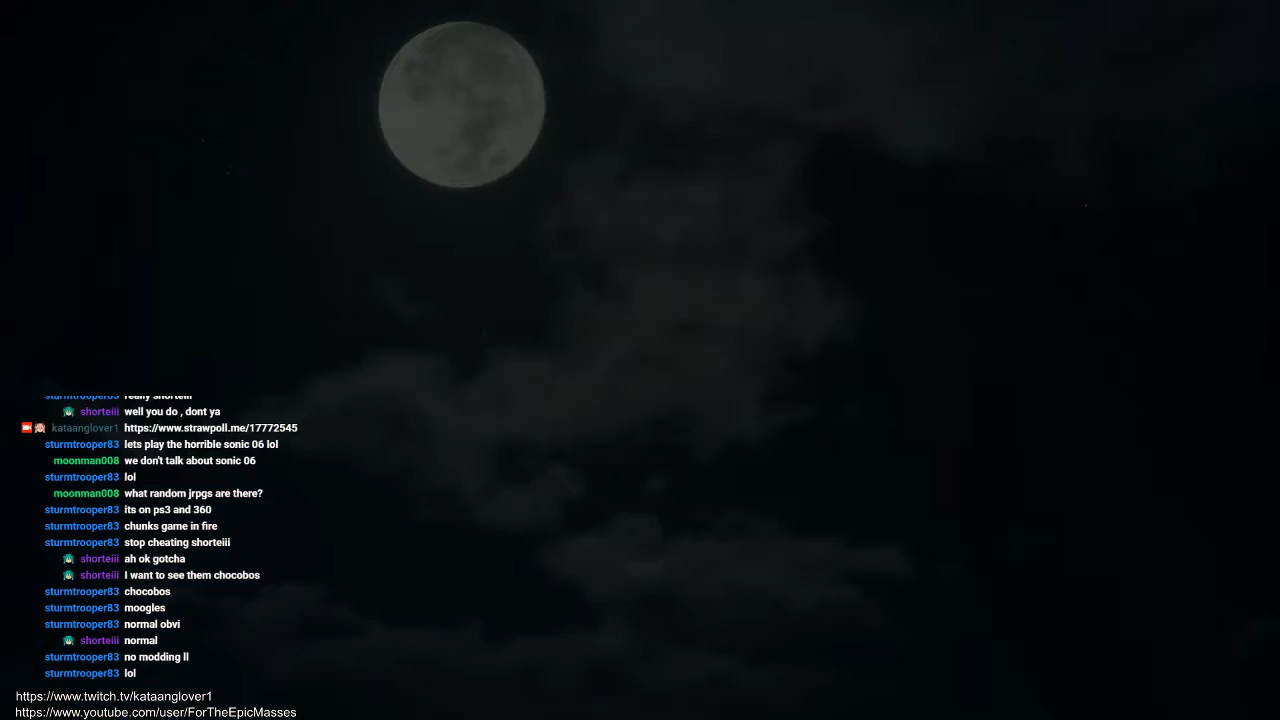 sturmtrooper83 really shorteiii
shorteiii well you do , dont ya
kataanglover1 https://www.strawpoll.me/17772545
sturmtrooper83 lets play the horrible sonic 06 lol
moonman008 we don't talk about sonic 06
sturmtrooper83 lol
moonman008 what random jrpgs are there?
sturmtrooper83 its on ps3 and 360
sturmtrooper83 chunks game in fire
sturmtrooper83 stop cheating shorteiii
shorteiii ah ok gotcha
shorteiii I want to see them chocobos
sturmtrooper83 chocobos
sturmtrooper83 moogles
sturmtrooper83 normal obvi
shorteiii normal
sturmtrooper83 no modding ll
sturmtrooper83 lol
https://www.twitch.tv/kataanglover1
https://www.youtube.com/user/ForTheEpicMasses